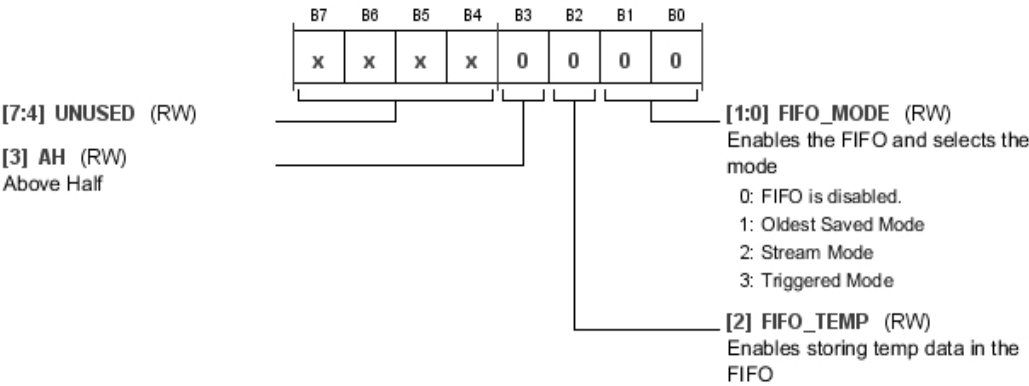 B7 B6 B5 B4 B3 B2 B1 B0
x x x x 0 0 0 0
[7:4] UNUSED (RW)
[3] AH (RW)
Above Half
[1:0] FIFO_MODE (RW)
Enables the FIFO and selects the
mode
0: FIFO is disabled.
1: Oldest Saved Mode
2: Stream Mode
3: Triggered Mode
[2] FIFO_TEMP (RW)
Enables storing temp data in the
FIFO